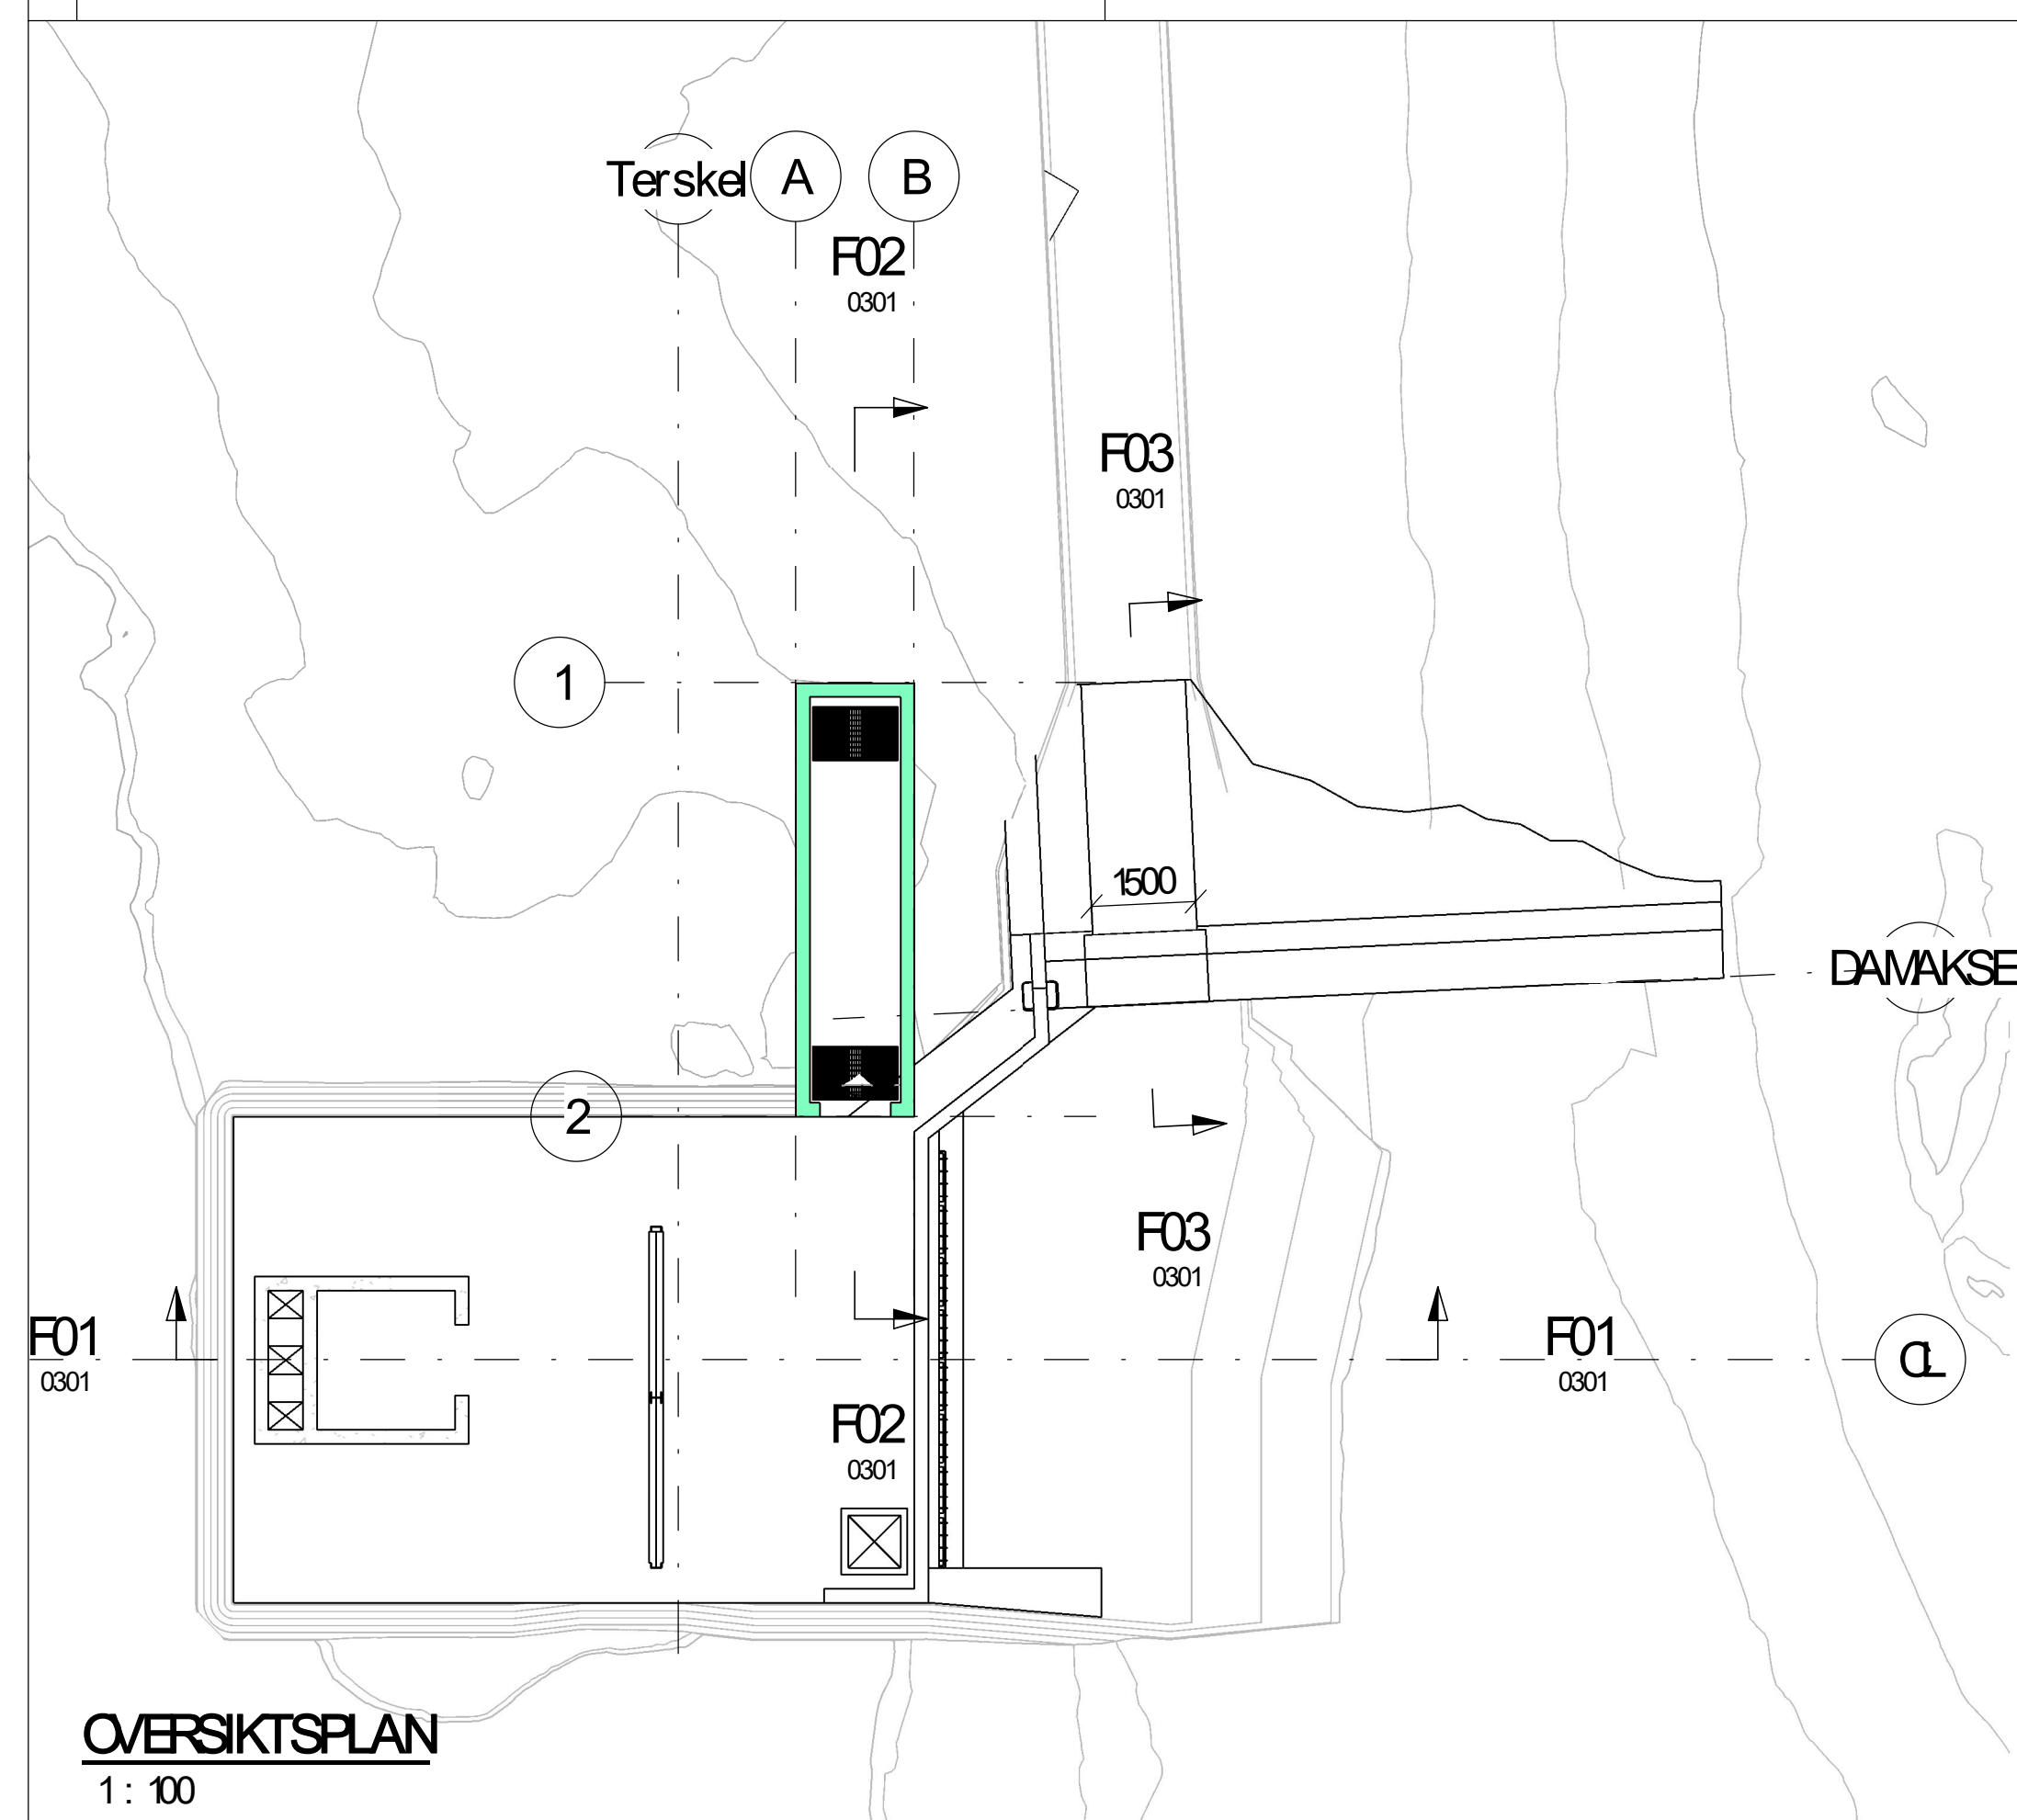 Terskel
A
B
F02
0301
F03
0301
1
1500
DAMAKSE
2
F03
0301
F01
0301
F01
0301
CL
F02
0301
OVERSIKTSPLAN
1 : 100